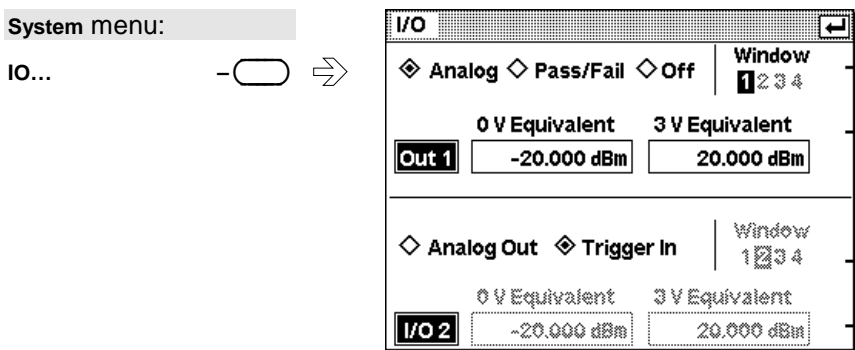 System menu:
IO...
I/O
Analog Pass/Fail Off
Window
1 2 3 4
0 V Equivalent 3 V Equivalent
Out 1 -20.000 dBm 20.000 dBm
Analog Out Trigger In
Window
1 2 3 4
0 V Equivalent 3 V Equivalent
I/O 2 -20.000 dBm 20.000 dBm